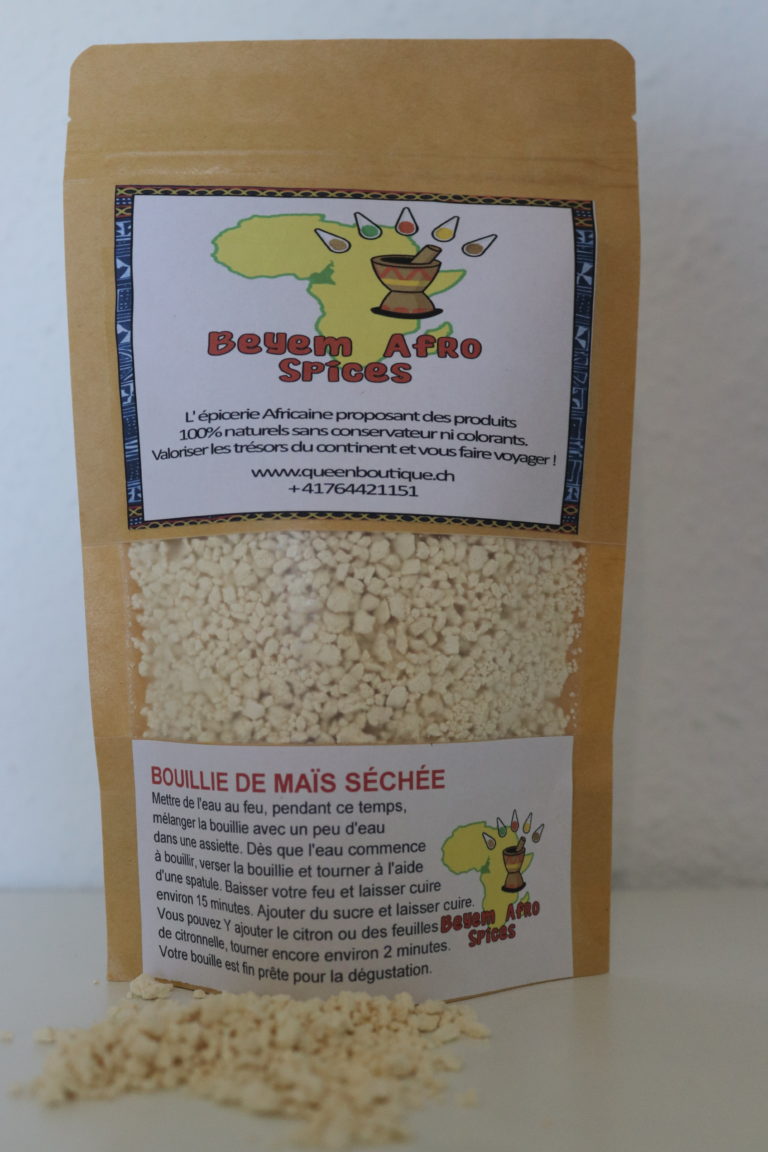 Beyem Afro
Spices
L' épicerie Africaine proposant des produits
100% naturels sans conservateur ni colorants.
Valoriser les trésors du continent et vous faire voyager !
www.queenboutique.ch
+41764421151
BOUILLIE DE MAÏS SÉCHÉE
Mettre de l'eau au feu, pendant ce temps,
mélanger la bouillie avec un peu d'eau
dans une assiette. Dès que l'eau commence
à bouillir, verser la bouillie et tourner à l'aide
d'une spatule. Baisser votre feu et laisser cuire
environ 15 minutes. Ajouter du sucre et laisser cuire.
Vous pouvez Y ajouter le citron ou des feuilles
de citronnelle, tourner encore environ 2 minutes.
Votre bouille est fin prête pour la dégustation.
Beyem Afro
Spices